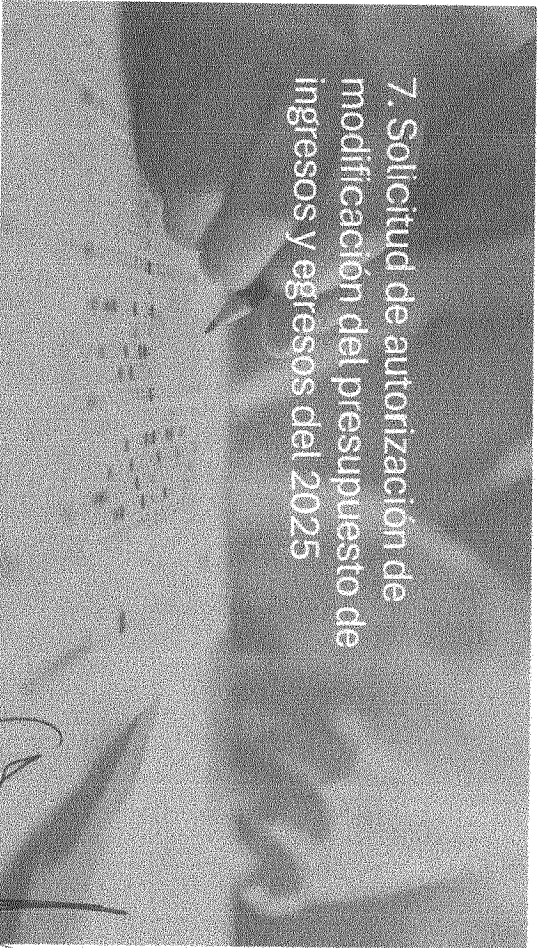 7. Solicitud de autorización de
modificación del presupuesto de
ingresos y egresos del 2025